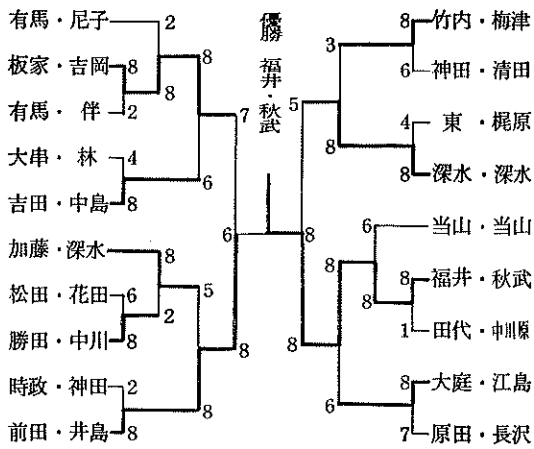 有馬・尼子
2
板家・吉岡
8
8
有馬・伴
2
8
大串・林
4
吉田・中島
8
6
7
加藤・深水
8
松田・花田
6
勝田・中川
8
2
5
時政・神田
2
前田・井島
8
8
8
6
優勝 福井・秋武
8
竹内・梅津
8
神田・清田
6
3
東・梶原
4
深水・深水
8
8
5
当山・当山
6
福井・秋武
8
田代・中川原
1
8
8
大庭・江島
8
原田・長沢
7
6
8